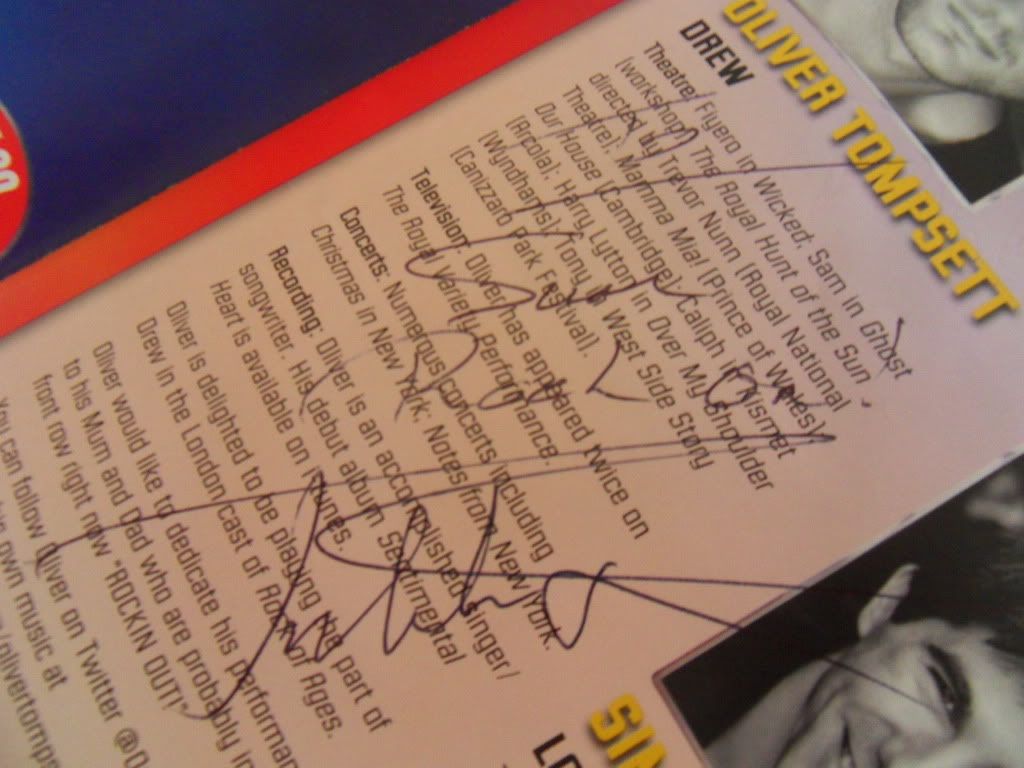 OLIVER TOMPSETT
DREW
Theatre: Fiyero in Wicked; Sam in Ghost
(workshop); The Royal Hunt of the Sun
directed by Trevor Nunn (Royal National
Theatre); Mamma Mia! (Prince of Wales);
Our House (Cambridge); Caliph in Kismet
(Arcola); Harry Lytton in Over My Shoulder
(Wyndhams); Tony in West Side Story
(Canizzaro Park Festival).
Television: Oliver has appeared twice on
The Royal Variety Performance.
Concerts: Numerous concerts including
Christmas in New York; Notes from New York.
Recording: Oliver is an accomplished singer/
songwriter. His debut album Sentimental
Heart is available on iTunes.
Oliver is delighted to be playing the part of
Drew in the London cast of Rock of Ages.
Oliver would like to dedicate his performa
to his Mum and Dad who are probably in
front row right now "ROCKIN OUT!"
You can follow Oliver on Twitter @O
own music at
/olivertomps
SI